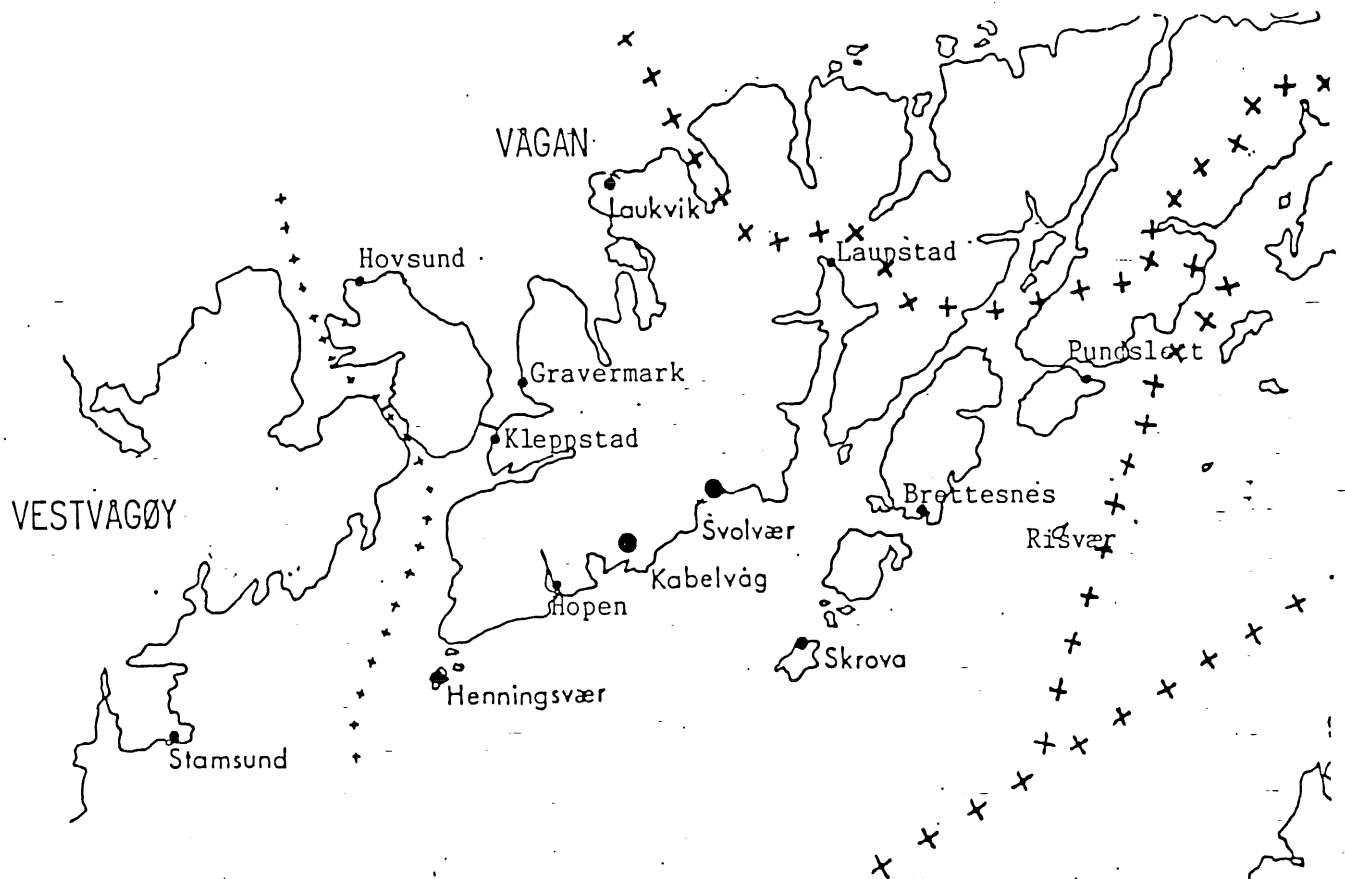 VÅGAN
Laukvik
Hovsund
Laupstad
Gravermark
Pundslett
Kleppstad
VESTVÅGØY
Brettesnes
Svolvær
Risvær
Kabelvåg
Hopen
Skrova
Henningsvær
Stamsund